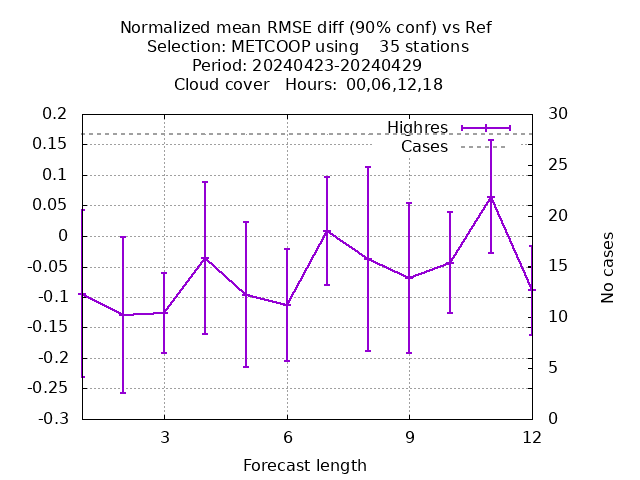 Normalized mean RMSE diff (90% conf) vs Ref
Selection: METCOOP using    35 stations
Period: 20240423-20240429
Cloud cover   Hours:  00,06,12,18
Highres
Cases
0.2
0.15
0.1
0.05
0
-0.05
-0.1
-0.15
-0.2
-0.25
-0.3
30
25
20
15
10
5
0
No cases
3
6
9
12
Forecast length